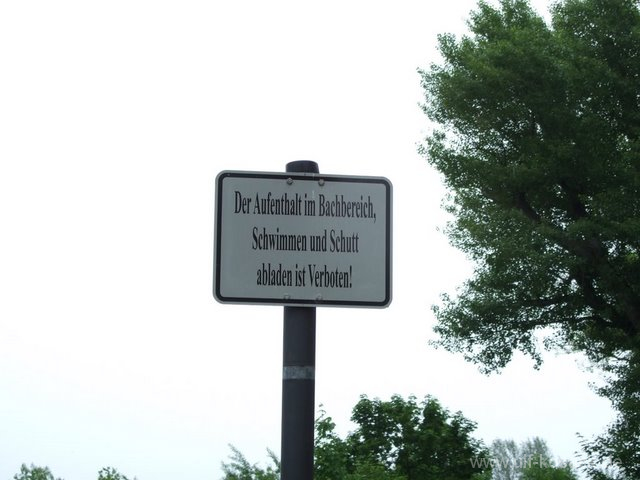 Der Aufenthalt im Bachbereich,
Schwimmen und Schutt
abladen ist Verboten!